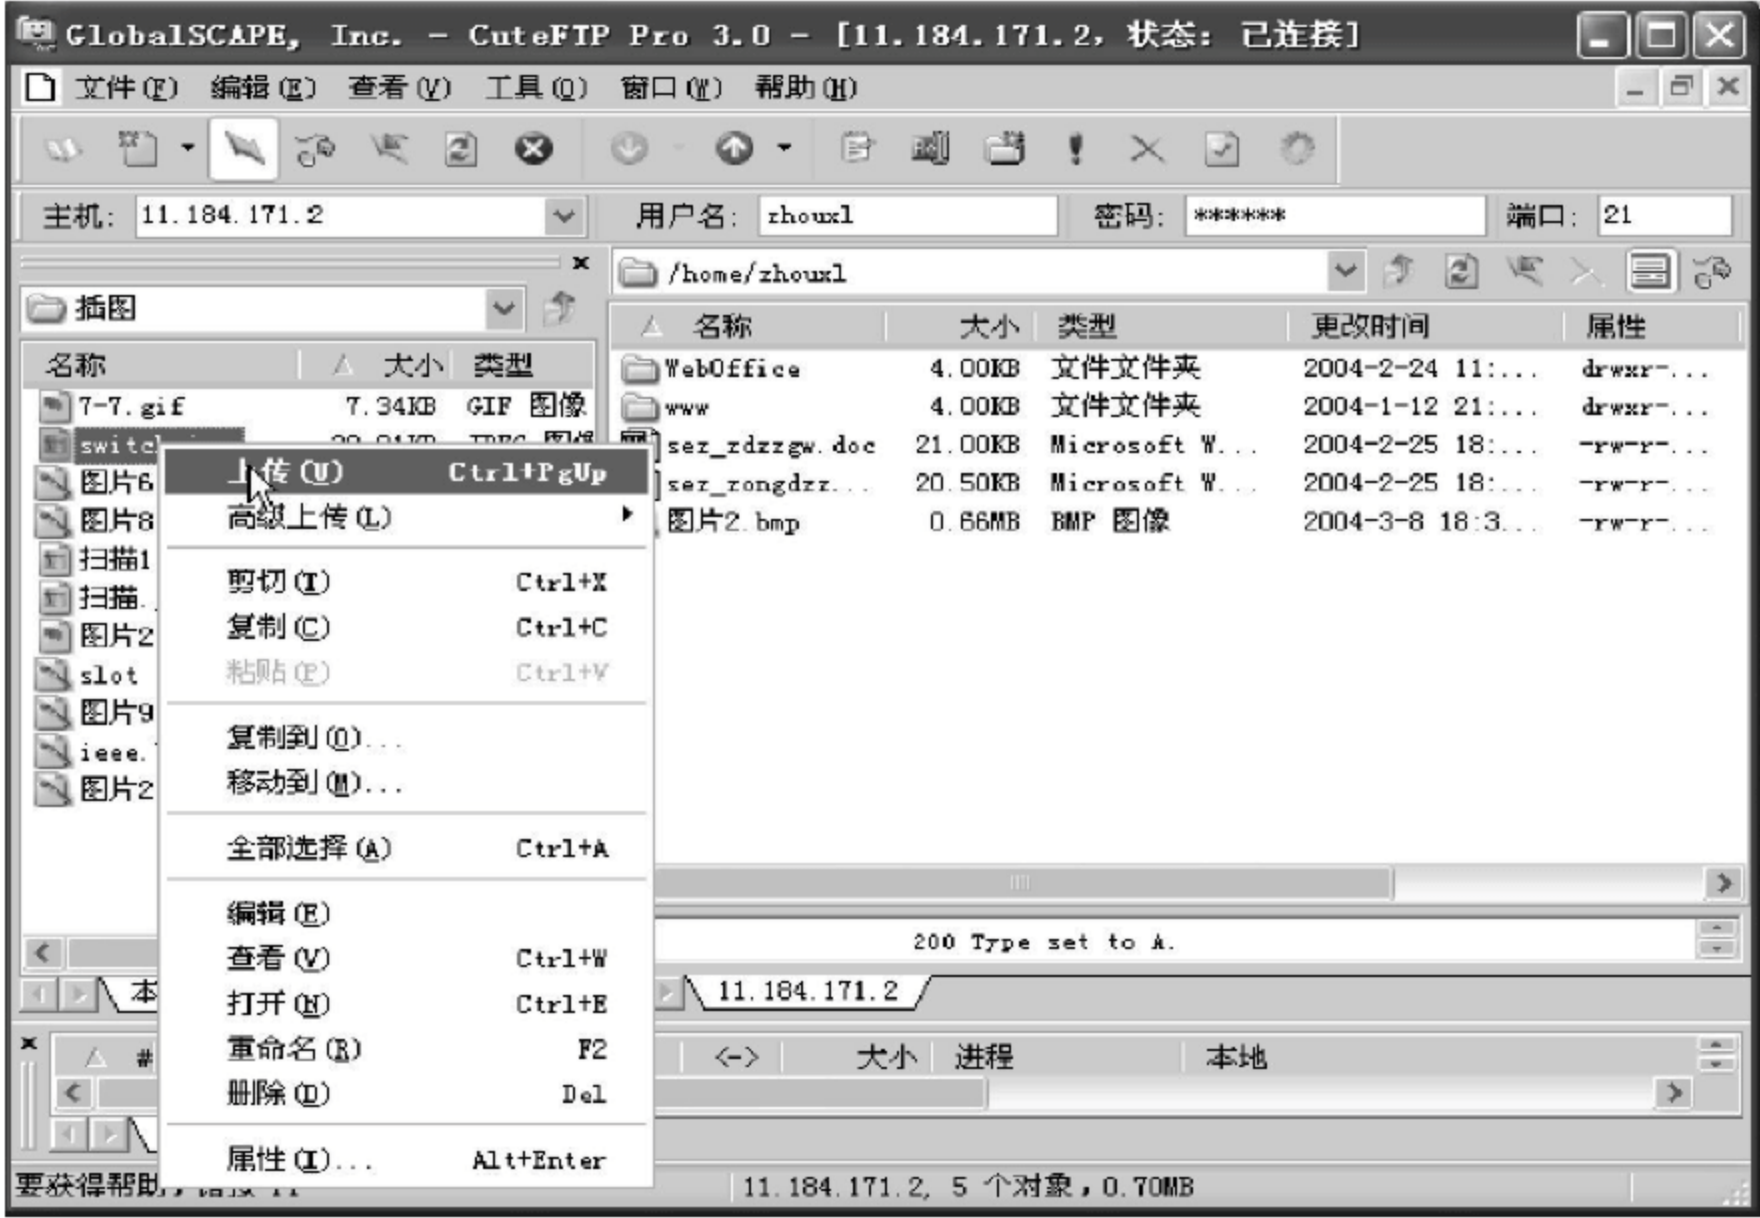 GlobalSCAPE, Inc. - CuteFTP Pro 3.0 - [11.184.171.2，状态：已连接]
文件(F) 编辑(E) 查看(V) 工具(O) 窗口(W) 帮助(H)
主机: 11.184.171.2 用户名: zhouxl 密码: ****** 端口: 21
/home/zhouxl
插图
名称 大小 类型
7-7.gif 7.34KB GIF 图像
switch
图片6
图片8
扫描1
扫描.
图片2
slot
图片9
ieee.
图片2
名称 大小 类型 更改时间 属性
WebOffice 4.00KB 文件文件夹 2004-2-24 11:... drwxr-...
www 4.00KB 文件文件夹 2004-1-12 21:... drwxr-...
sez_zdzzgw.doc 21.00KB Microsoft W... 2004-2-25 18:... -rw-r-...
sez_zongdzz... 20.50KB Microsoft W... 2004-2-25 18:... -rw-r-...
图片2.bmp 0.66MB BMP 图像 2004-3-8 18:3... -rw-r-...
上传(U) Ctrl+PgUp
高级上传(L)
剪切(T) Ctrl+X
复制(C) Ctrl+C
粘贴(P) Ctrl+V
复制到(O)...
移动到(M)...
全部选择(A) Ctrl+A
编辑(E)
查看(V) Ctrl+W
打开(N) Ctrl+E
重命名(R) F2
删除(D) Del
属性(I)... Alt+Enter
200 Type set to A.
本
11.184.171.2
# <-> 大小 进程 本地
要获得帮助，
11.184.171.2, 5 个对象，0.70MB